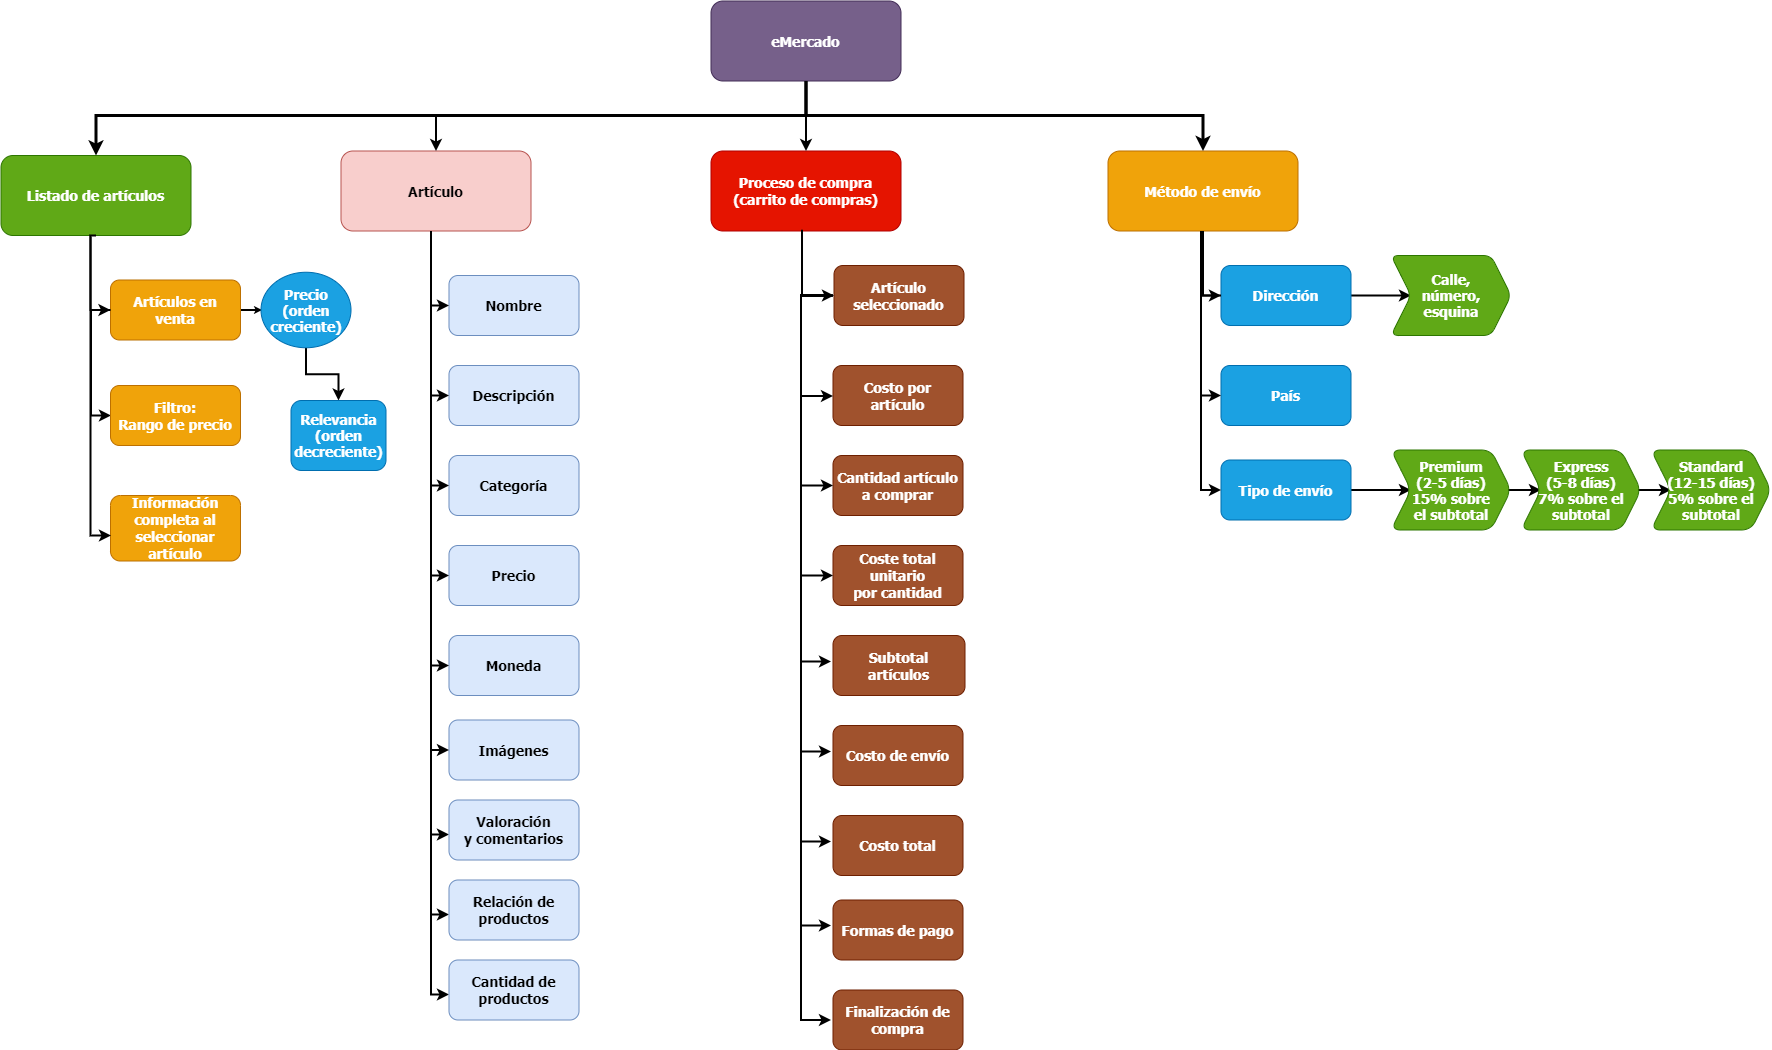 eMercado
Listado de artículos
Artículos en
venta
Precio
(orden
creciente)
Relevancia
(orden
decreciente)
Filtro:
Rango de precio
Información
completa al
seleccionar
artículo
Artículo
Nombre
Descripción
Categoría
Precio
Moneda
Imágenes
Valoración
y comentarios
Relación de
productos
Cantidad de
productos
Proceso de compra
(carrito de compras)
Artículo
seleccionado
Costo por
artículo
Cantidad artículo
a comprar
Coste total
unitario
por cantidad
Subtotal
artículos
Costo de envío
Costo total
Formas de pago
Finalización de
compra
Método de envío
Dirección
Calle,
número,
esquina
País
Tipo de envío
Premium
(2-5 días)
15% sobre
el subtotal
Express
(5-8 días)
7% sobre el
subtotal
Standard
(12-15 días)
5% sobre el
subtotal